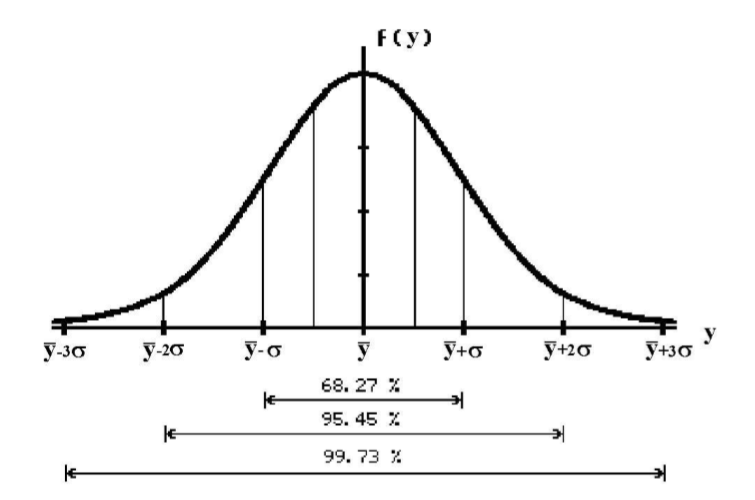 f(y)
y
ȳ-3σ ȳ-2σ ȳ-σ ȳ ȳ+σ ȳ+2σ ȳ+3σ
68.27 %
95.45 %
99.73 %